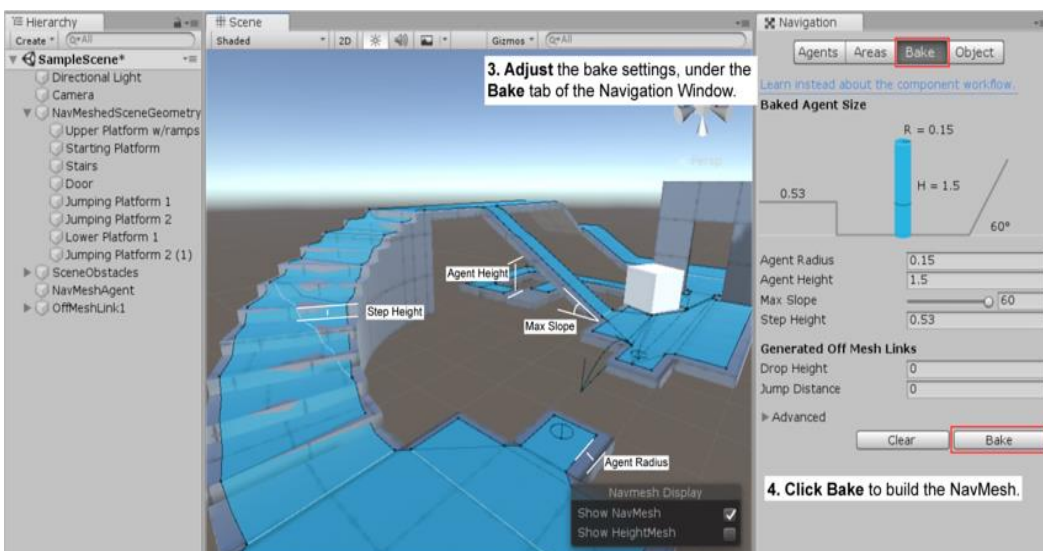 Hierarchy
Create
Q▾All
SampleScene*
Directional Light
Camera
NavMeshedSceneGeometry
Upper Platform w/ramps
Starting Platform
Stairs
Door
Jumping Platform 1
Jumping Platform 2
Lower Platform 1
Jumping Platform 2 (1)
SceneObstacles
NavMeshAgent
OffMeshLink1
# Scene
Shaded
2D
Gizmos
Q▾All
3. Adjust the bake settings, under the
Bake tab of the Navigation Window.
Persp
Agent Height
Step Height
Max Slope
Agent Radius
Navmesh Display
Show NavMesh
Show HeightMesh
Navigation
Agents Areas Bake Object
Learn instead about the component workflow.
Baked Agent Size
R = 0.15
H = 1.5
0.53
60°
Agent Radius 0.15
Agent Height 1.5
Max Slope 60
Step Height 0.53
Generated Off Mesh Links
Drop Height 0
Jump Distance 0
Advanced
Clear Bake
4. Click Bake to build the NavMesh.